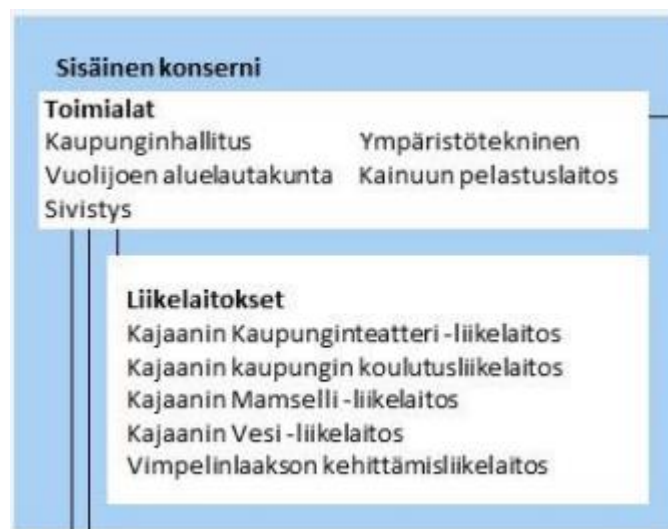 Sisäinen konserni
Toimialat
Kaupunginhallitus Ympäristötekninen
Vuolijoen aluelautakunta Kainuun pelastuslaitos
Sivistys
Liikelaitokset
Kajaanin Kaupunginteatteri -liikelaitos
Kajaanin kaupungin koulutusliikelaitos
Kajaanin Mamselli -liikelaitos
Kajaanin Vesi -liikelaitos
Vimpelinlaakson kehittämisliikelaitos